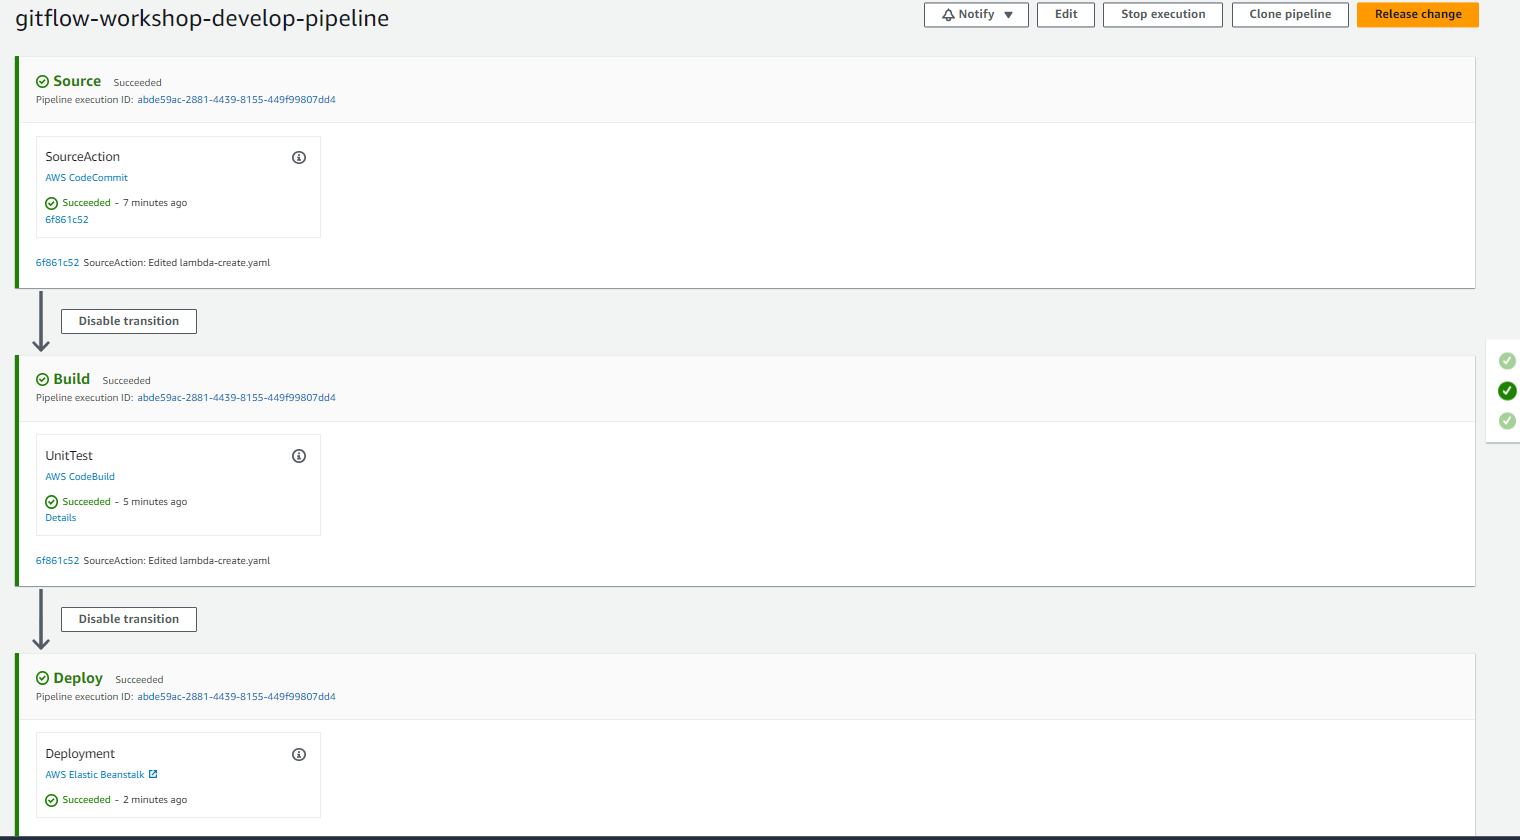 gitflow-workshop-develop-pipeline
Notify ▼ Edit Stop execution Clone pipeline Release change
Source Succeeded
Pipeline execution ID: abde59ac-2881-4439-8155-449f99807dd4
SourceAction
AWS CodeCommit
Succeeded - 7 minutes ago
6f861c52
6f861c52 SourceAction: Edited lambda-create.yaml
Disable transition
Build Succeeded
Pipeline execution ID: abde59ac-2881-4439-8155-449f99807dd4
UnitTest
AWS CodeBuild
Succeeded - 5 minutes ago
Details
6f861c52 SourceAction: Edited lambda-create.yaml
Disable transition
Deploy Succeeded
Pipeline execution ID: abde59ac-2881-4439-8155-449f99807dd4
Deployment
AWS Elastic Beanstalk
Succeeded - 2 minutes ago